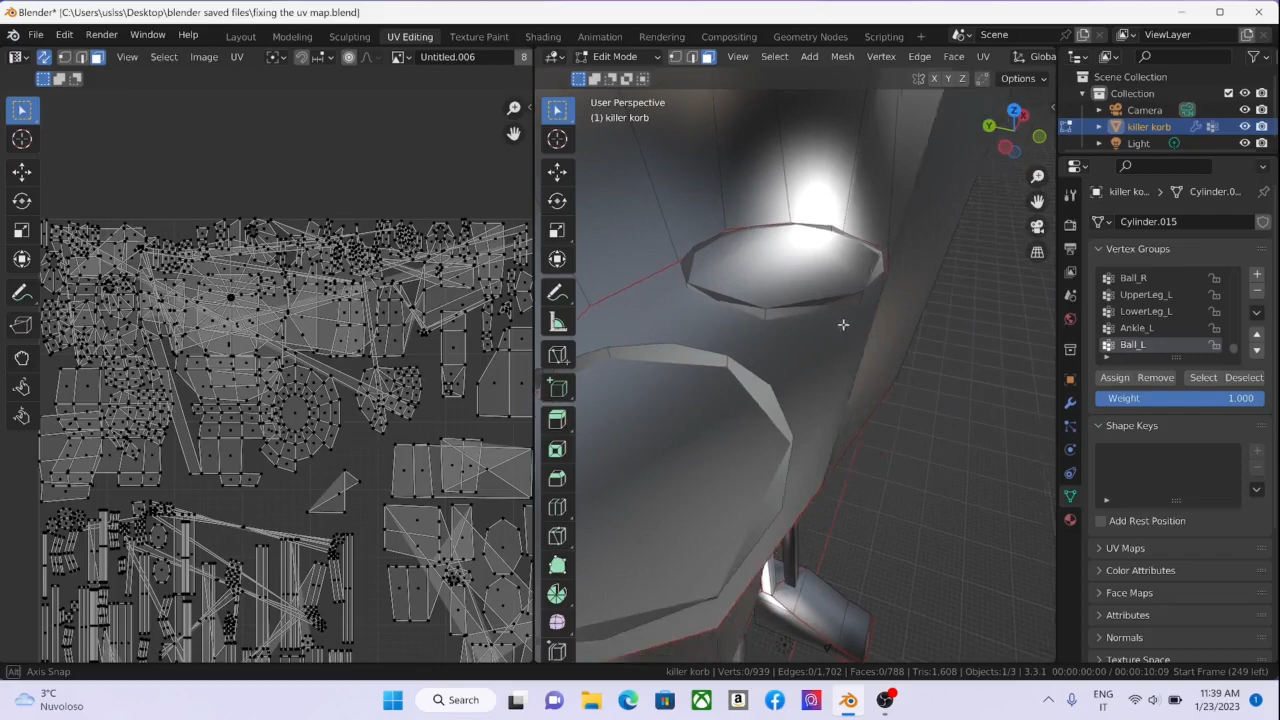 Blender* [C:\Users\uslss\Desktop\blender saved files\fixing the uv map.blend]
File Edit Render Window Help Layout Modeling Sculpting UV Editing Texture Paint Shading Animation Rendering Compositing Geometry Nodes Scripting + Scene ViewLayer
View Select Image UV Untitled.006 8 Edit Mode View Select Add Mesh Vertex Edge Face UV Globa
X Y Z Options
Scene Collection
Collection
Camera
killer korb
Light
User Perspective
(1) killer korb
Z
X
Y
killer ko... Cylinder.0...
Cylinder.015
Vertex Groups
Ball_R
UpperLeg_L
LowerLeg_L
Ankle_L
Ball_L
Assign Remove Select Deselect
Weight 1.000
Shape Keys
Add Rest Position
UV Maps
Color Attributes
Face Maps
Attributes
Normals
Texture Space
Alt Axis Snap killer korb | Verts:0/939 | Edges:0/1,702 | Faces:0/788 | Tris:1,608 | Objects:1/3 | 3.3.1 00:00:00:00 / 00:00:10:09 Start Frame (249 left)
3°C
Nuvoloso
Search
ENG
IT
11:39 AM
1/23/2023
1